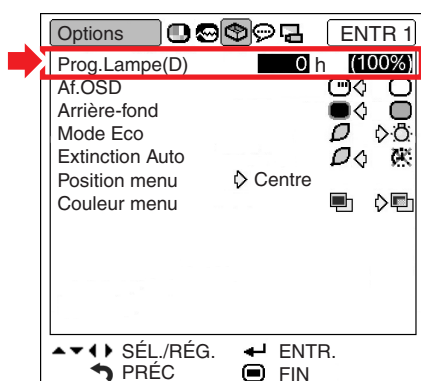 Options ENTR 1
Prog.Lampe(D) 0 h (100%)
Af.OSD
Arrière-fond
Mode Eco
Extinction Auto
Position menu Centre
Couleur menu
SÉL./RÉG. ENTR.
PRÉC FIN